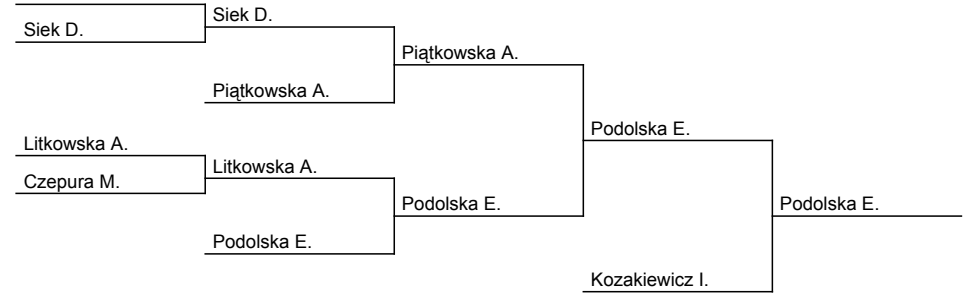 Siek D.
Siek D.
Piątkowska A.
Piątkowska A.
Podolska E.
Litkowska A.
Litkowska A.
Czepura M.
Podolska E.
Podolska E.
Podolska E.
Kozakiewicz I.